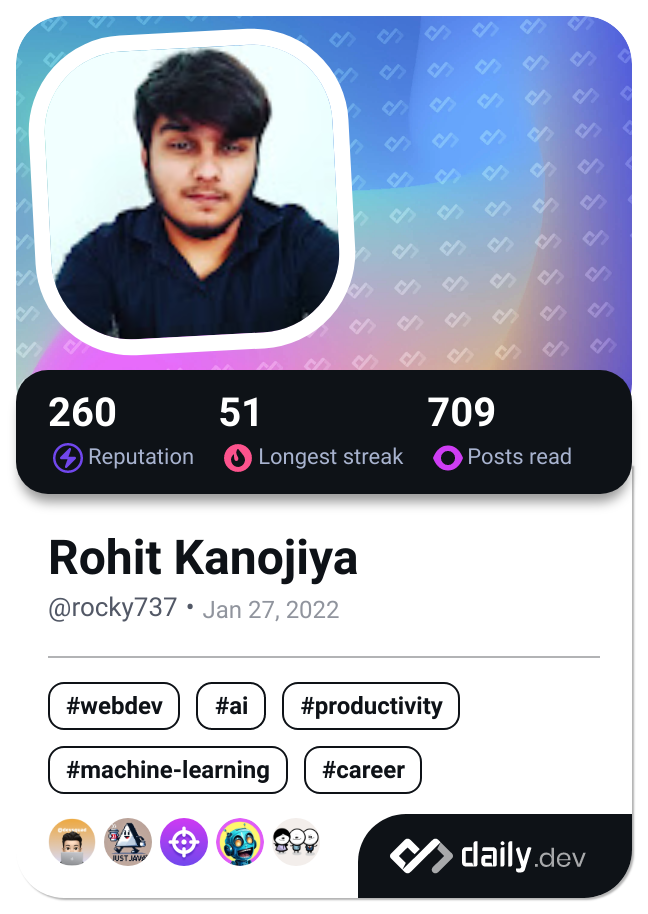 260 51 709
Reputation Longest streak Posts read
Rohit Kanojiya
@rocky737 • Jan 27, 2022
#webdev #ai #productivity
#machine-learning #career
JUST JAVA
daily.dev